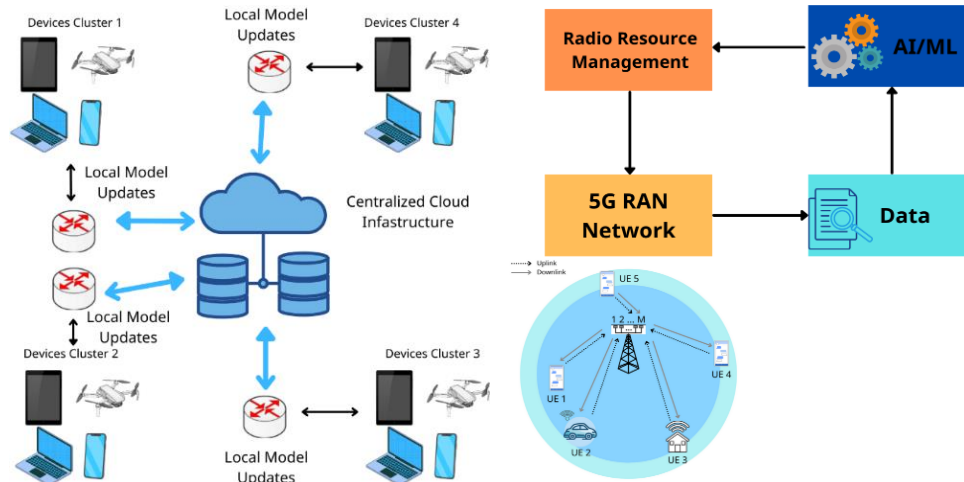 Devices Cluster 1
Local Model
Updates
Devices Cluster 4
Local Model
Updates
Centralized Cloud
Infastructure
Local Model
Updates
Devices Cluster 2
Devices Cluster 3
Local Model
Updates
Radio Resource
Management
AI/ML
5G RAN
Network
Data
Uplink
Downlink
UE 5
1 2 ... M
UE 4
UE 1
UE 2
UE 3